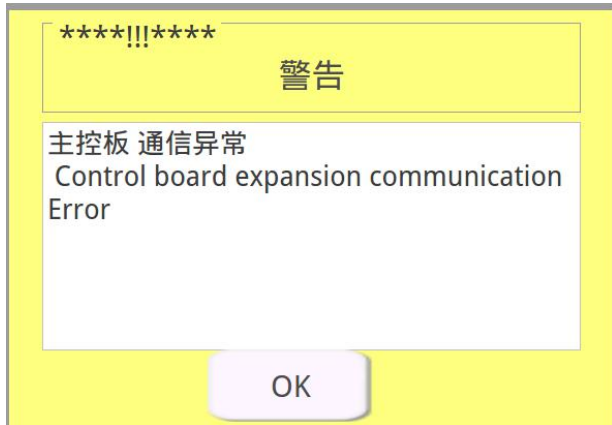 ****!!!****
警告
主控板 通信异常
Control board expansion communication
Error
OK